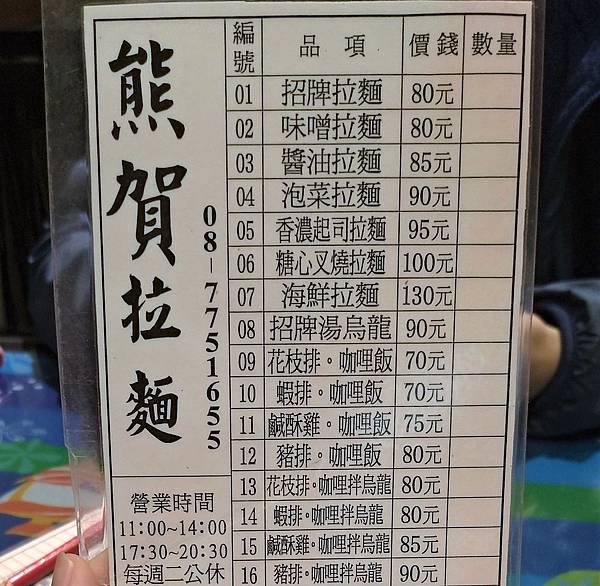 熊賀拉麵
08-7751655
營業時間
11:00~14:00
17:30~20:30
每週二公休
編號 品項 價錢 數量
01 招牌拉麵 80元
02 味噌拉麵 80元
03 醬油拉麵 85元
04 泡菜拉麵 90元
05 香濃起司拉麵 95元
06 糖心叉燒拉麵 100元
07 海鮮拉麵 130元
08 招牌湯烏龍 90元
09 花枝排。咖哩飯 70元
10 蝦排。咖哩飯 70元
11 鹹酥雞。咖哩飯 75元
12 豬排。咖哩飯 80元
13 花枝排。咖哩拌烏龍 80元
14 蝦排。咖哩拌烏龍 80元
15 鹹酥雞。咖哩拌烏龍 85元
16 豬排。咖哩拌烏龍 90元